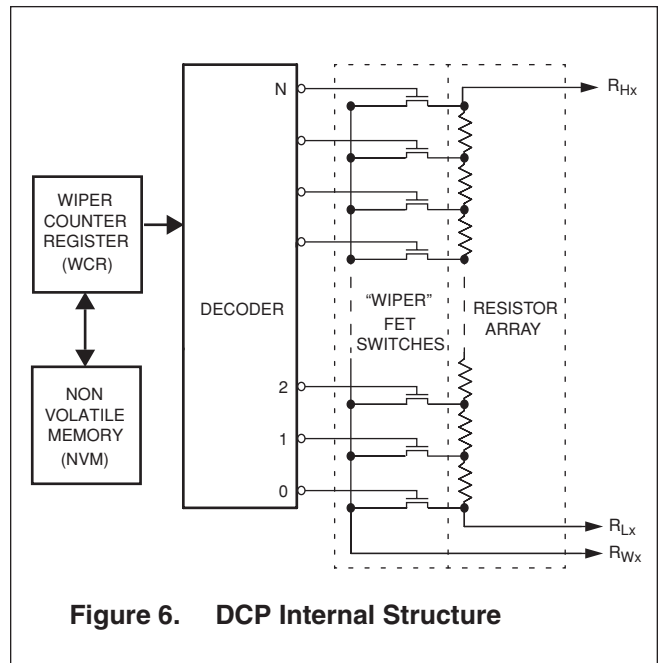 N
R_Hx
WIPER
COUNTER
REGISTER
(WCR)
DECODER
“WIPER”
FET
SWITCHES
RESISTOR
ARRAY
NON
VOLATILE
MEMORY
(NVM)
2
1
0
R_Lx
R_Wx
Figure 6. DCP Internal Structure